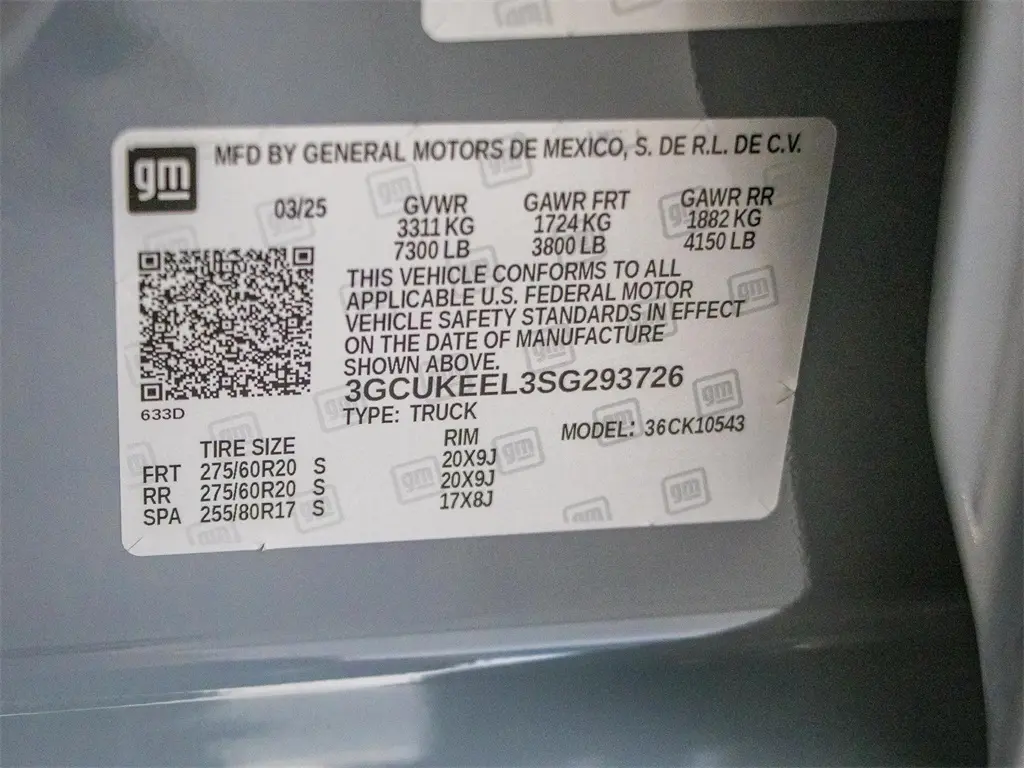 gm
MFD BY GENERAL MOTORS DE MEXICO, S. DE R.L. DE C.V.
03/25 GVWR GAWR FRT GAWR RR
3311 KG 1724 KG 1882 KG
7300 LB 3800 LB 4150 LB
THIS VEHICLE CONFORMS TO ALL
APPLICABLE U.S. FEDERAL MOTOR
VEHICLE SAFETY STANDARDS IN EFFECT
ON THE DATE OF MANUFACTURE
SHOWN ABOVE.
3GCUKEEL3SG293726
633D
TYPE: TRUCK
MODEL: 36CK10543
TIRE SIZE RIM
FRT 275/60R20 S 20X9J
RR 275/60R20 S 20X9J
SPA 255/80R17 S 17X8J